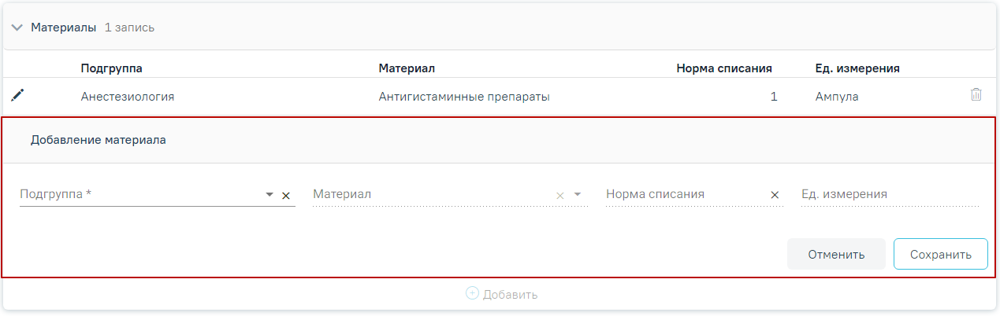 Материалы 1 запись
Подгруппа Материал Норма списания Ед. измерения
Анестезиология Антигистаминные препараты 1 Ампула
Добавление материала
Подгруппа * Материал Норма списания Ед. измерения
Отменить Сохранить
Добавить